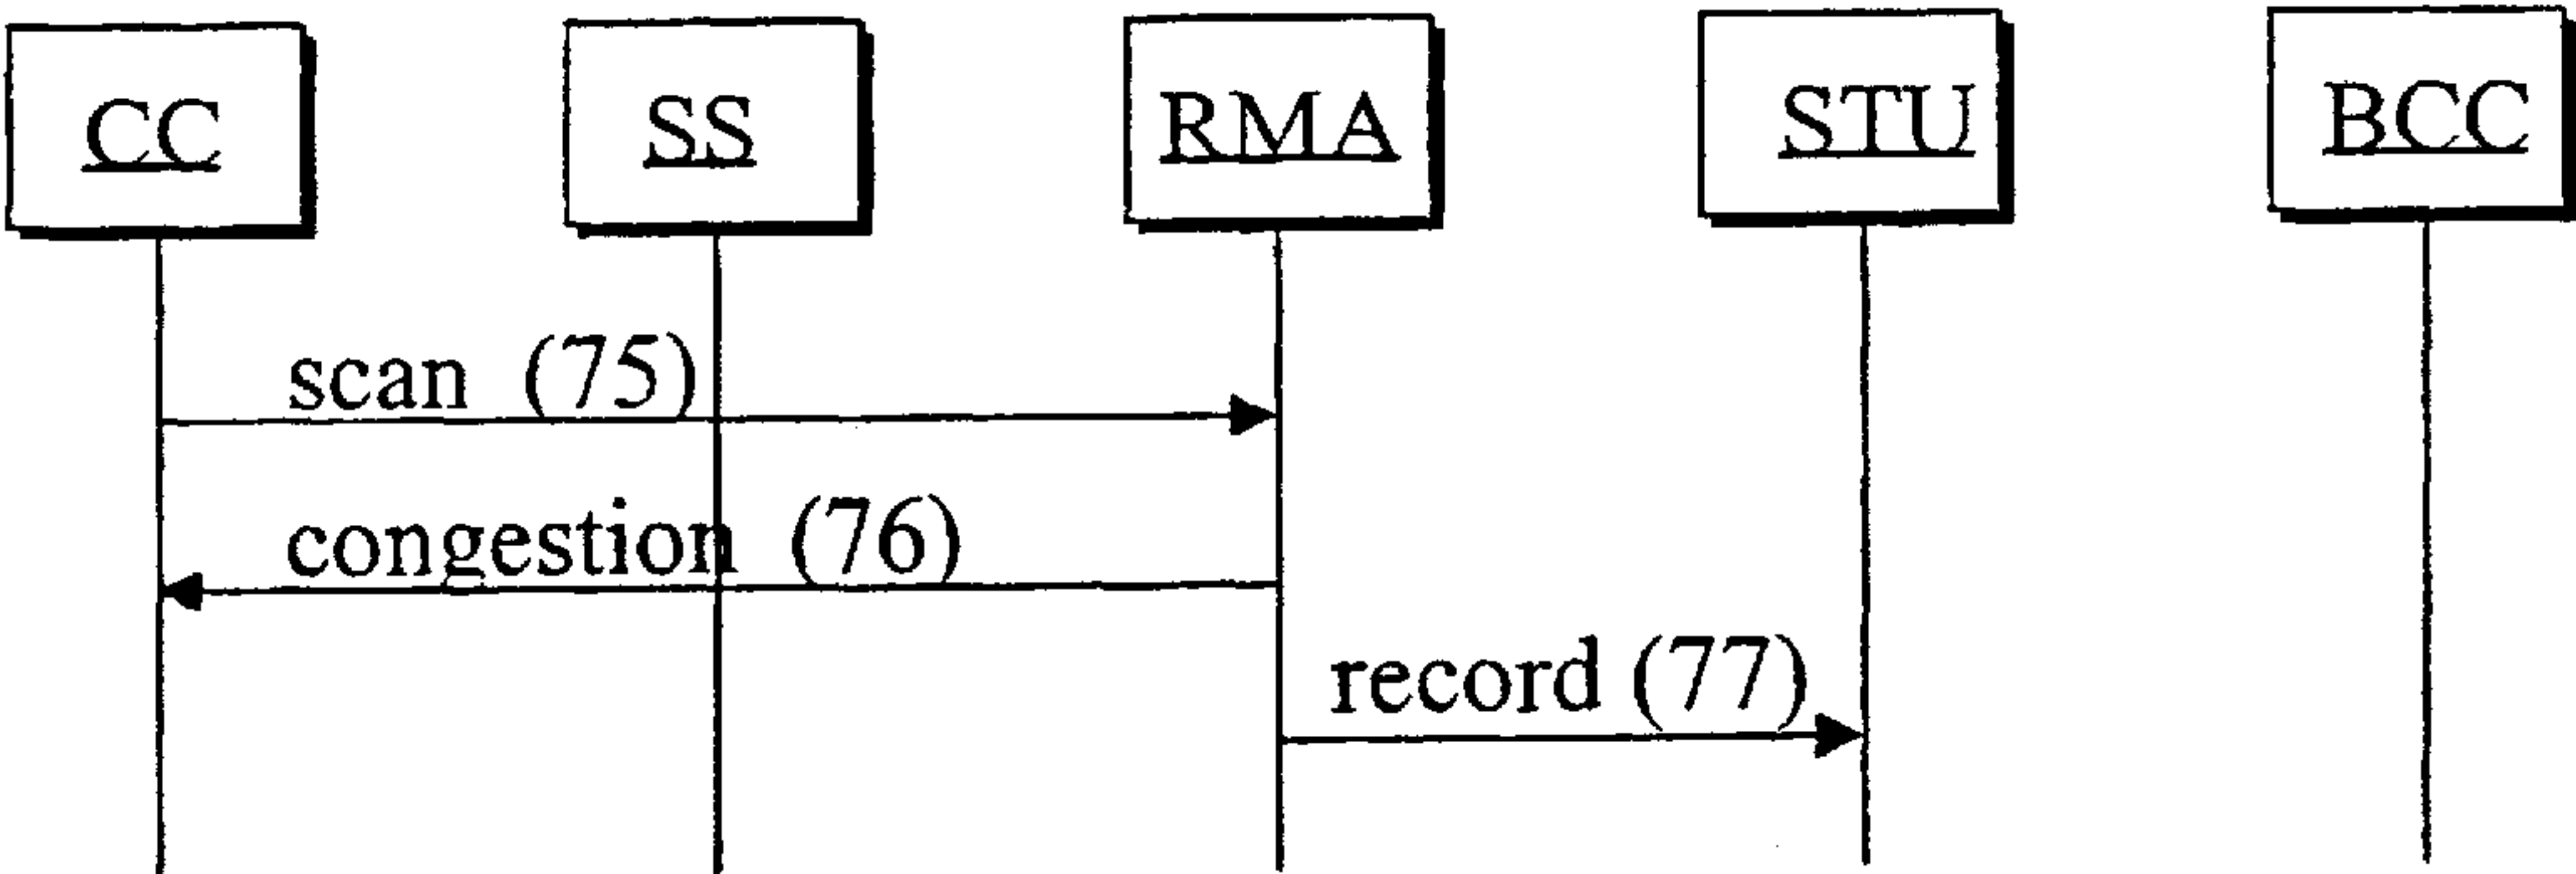 CC SS RMA STU BCC
scan (75)
congestion (76)
record (77)